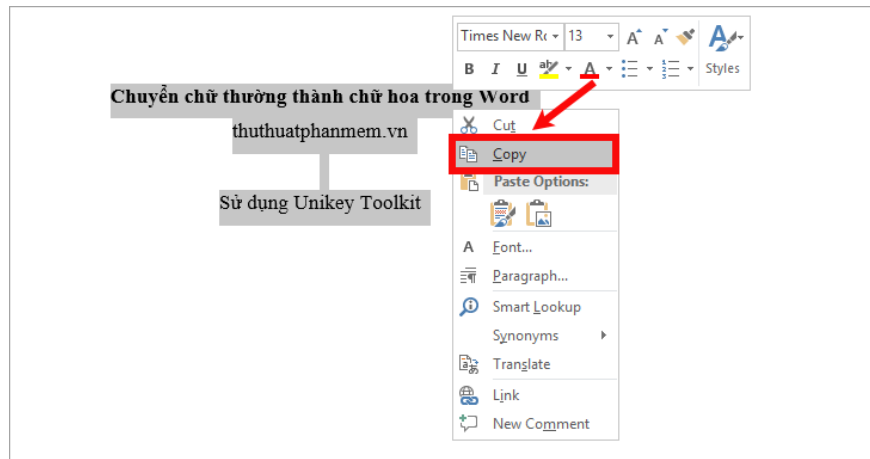 Times New Ro 13 A A
B I U aby A Styles
Chuyển chữ thường thành chữ hoa trong Word
thuthuatphanmem.vn
Sử dụng Unikey Toolkit
Cut
Copy
Paste Options:
A Font...
Paragraph...
Smart Lookup
Synonyms
Translate
Link
New Comment